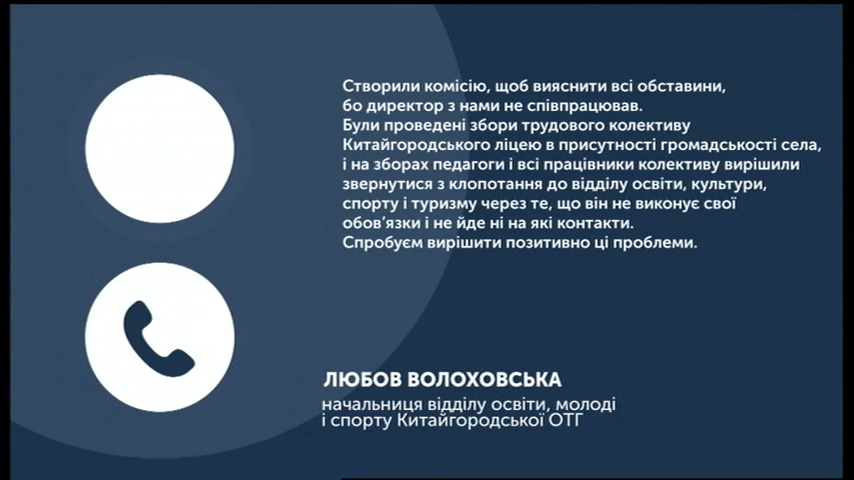 Створили комісію, щоб вияснити всі обставини,
бо директор з нами не співпрацював.
Були проведені збори трудового колективу
Китайгородського ліцею в присутності громадськості села,
і на зборах педагоги і всі працівники колективу вирішили
звернутися з клопотання до відділу освіти, культури,
спорту і туризму через те, що він не виконує свої
обов’язки і не йде ні на які контакти.
Спробуєм вирішити позитивно ці проблеми.
ЛЮБОВ ВОЛОХОВСЬКА
начальниця відділу освіти, молоді
і спорту Китайгородської ОТГ